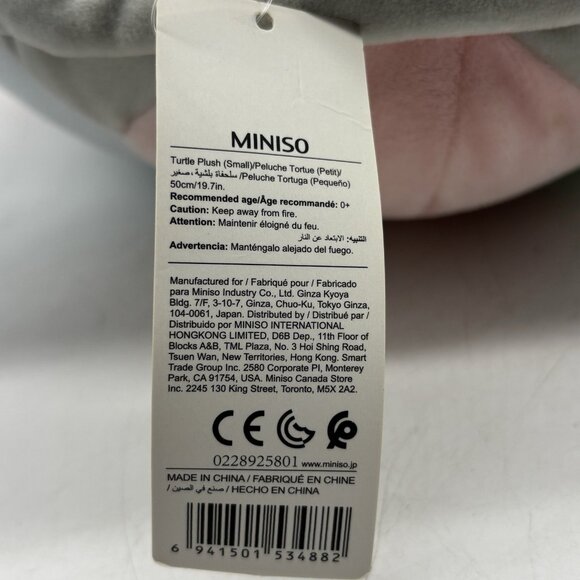 MINISO
Turtle Plush (Small)/Peluche Tortue (Petit)/
سلحفاة بلشية، صغير/ Peluche Tortuga (Pequeño)
50cm/19.7in.
Recommended age/Âge recommandé: 0+
Caution: Keep away from fire.
Attention: Maintenir éloigné du feu.
التنبيه: الابتعاد عن النار
Advertencia: Manténgalo alejado del fuego.
Manufactured for / Fabriqué pour / Fabricado
para Miniso Industry Co., Ltd. Ginza Kyoya
Bldg. 7/F, 3-10-7, Ginza, Chuo-Ku, Tokyo Ginza,
104-0061, Japan. Distributed by / Distribué par /
Distribuido por MINISO INTERNATIONAL
HONGKONG LIMITED, D6B Dep., 11th Floor of
Blocks A&B, TML Plaza, No. 3 Hoi Shing Road,
Tsuen Wan, New Territories, Hong Kong. Smart
Trade Group Inc. 2580 Corporate Pl, Monterey
Park, CA 91754, USA. Miniso Canada Store
Inc. 2245 130 King Street, Toronto, M5X 2A2.
CE
0228925801 www.miniso.jp
MADE IN CHINA / FABRIQUÉ EN CHINE
/ صنع في الصين / HECHO EN CHINA
6 941501 534882